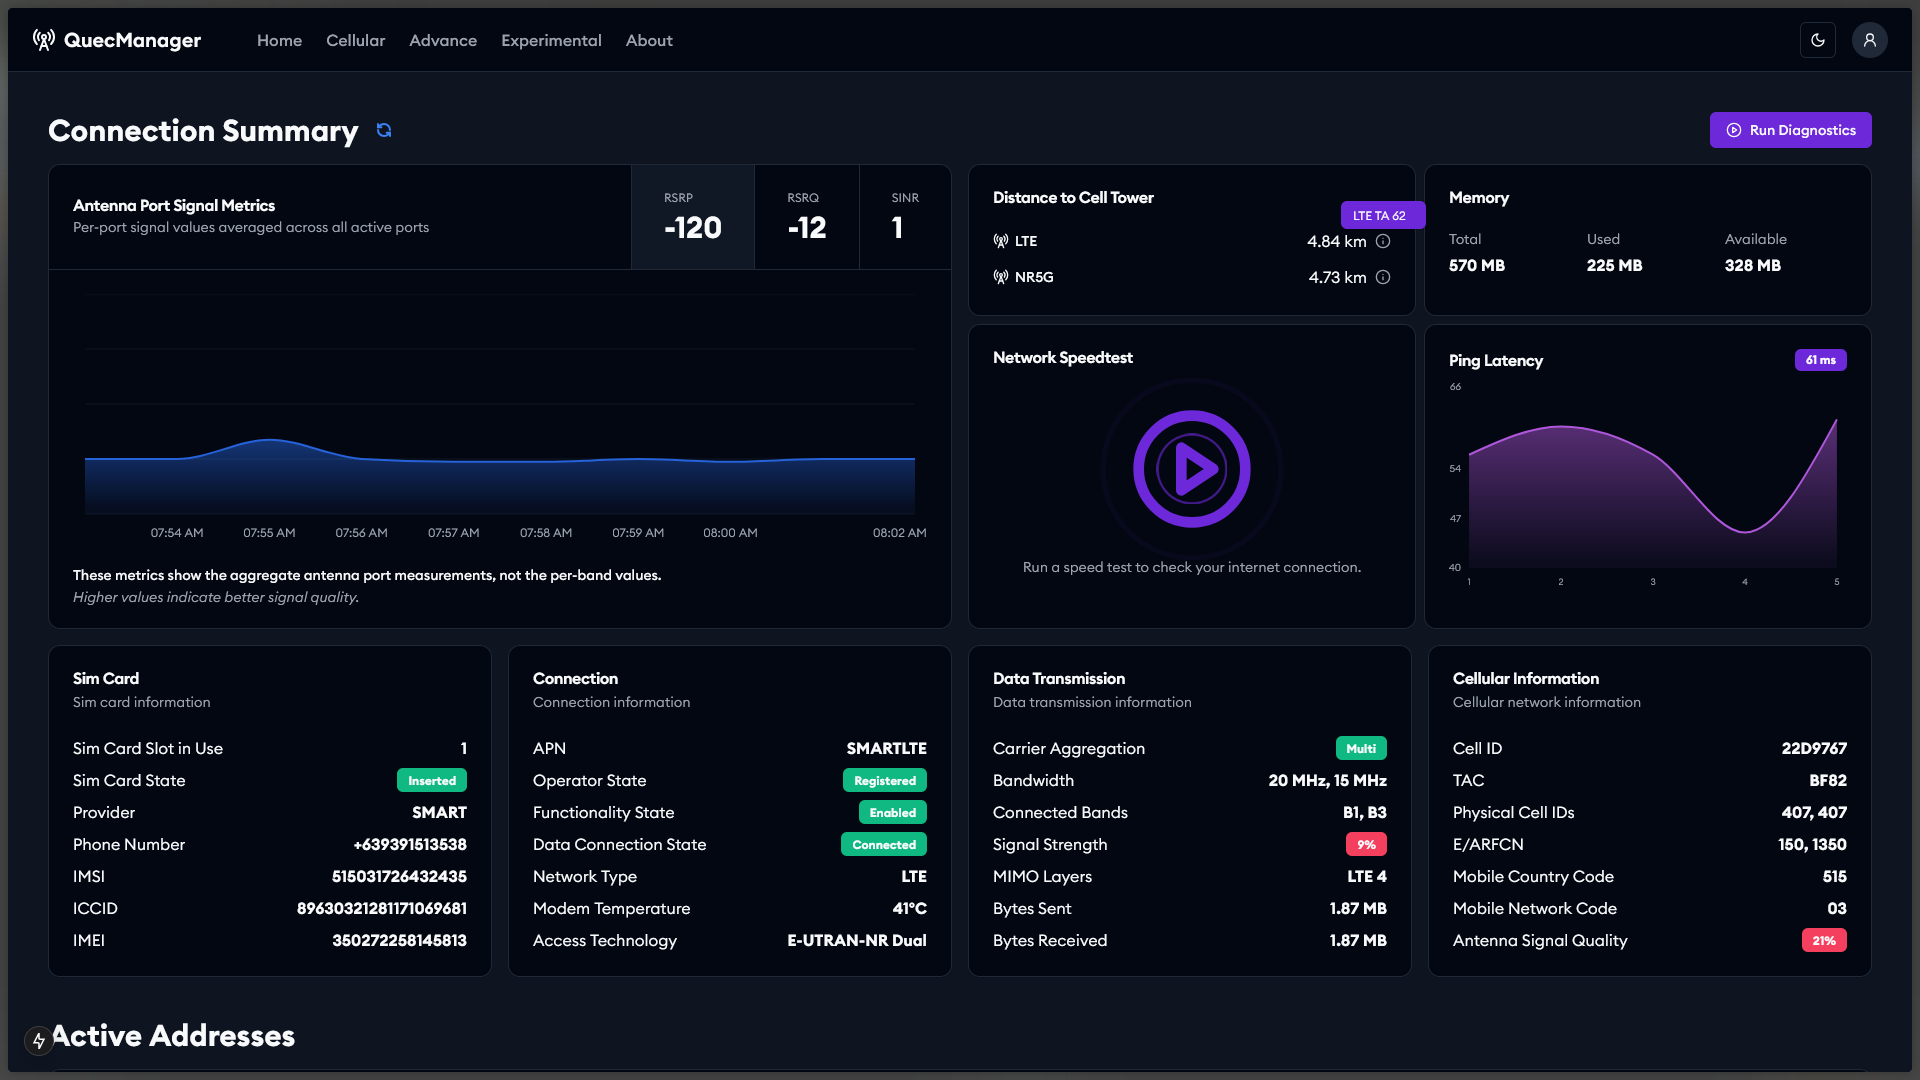 QuecManager
Home
Cellular
Advance
Experimental
About
Connection Summary
Run Diagnostics
Antenna Port Signal Metrics
Per-port signal values averaged across all active ports
RSRP
-120
RSRQ
-12
SINR
1
07:54 AM
07:55 AM
07:56 AM
07:57 AM
07:58 AM
07:59 AM
08:00 AM
08:02 AM
These metrics show the aggregate antenna port measurements, not the per-band values.
Higher values indicate better signal quality.
Distance to Cell Tower
LTE TA 62
LTE 4.84 km
NR5G 4.73 km
Memory
Total
570 MB
Used
225 MB
Available
328 MB
Network Speedtest
Run a speed test to check your internet connection.
Ping Latency
61 ms
66
54
47
40
1
2
3
4
5
Sim Card
Sim card information
Sim Card Slot in Use 1
Sim Card State Inserted
Provider SMART
Phone Number +639391513538
IMSI 515031726432435
ICCID 89630321281171069681
IMEI 350272258145813
Connection
Connection information
APN SMARTLTE
Operator State Registered
Functionality State Enabled
Data Connection State Connected
Network Type LTE
Modem Temperature 41°C
Access Technology E-UTRAN-NR Dual
Data Transmission
Data transmission information
Carrier Aggregation Multi
Bandwidth 20 MHz, 15 MHz
Connected Bands B1, B3
Signal Strength 9%
MIMO Layers LTE 4
Bytes Sent 1.87 MB
Bytes Received 1.87 MB
Cellular Information
Cellular network information
Cell ID 22D9767
TAC BF82
Physical Cell IDs 407, 407
E/ARFCN 150, 1350
Mobile Country Code 515
Mobile Network Code 03
Antenna Signal Quality 21%
Active Addresses